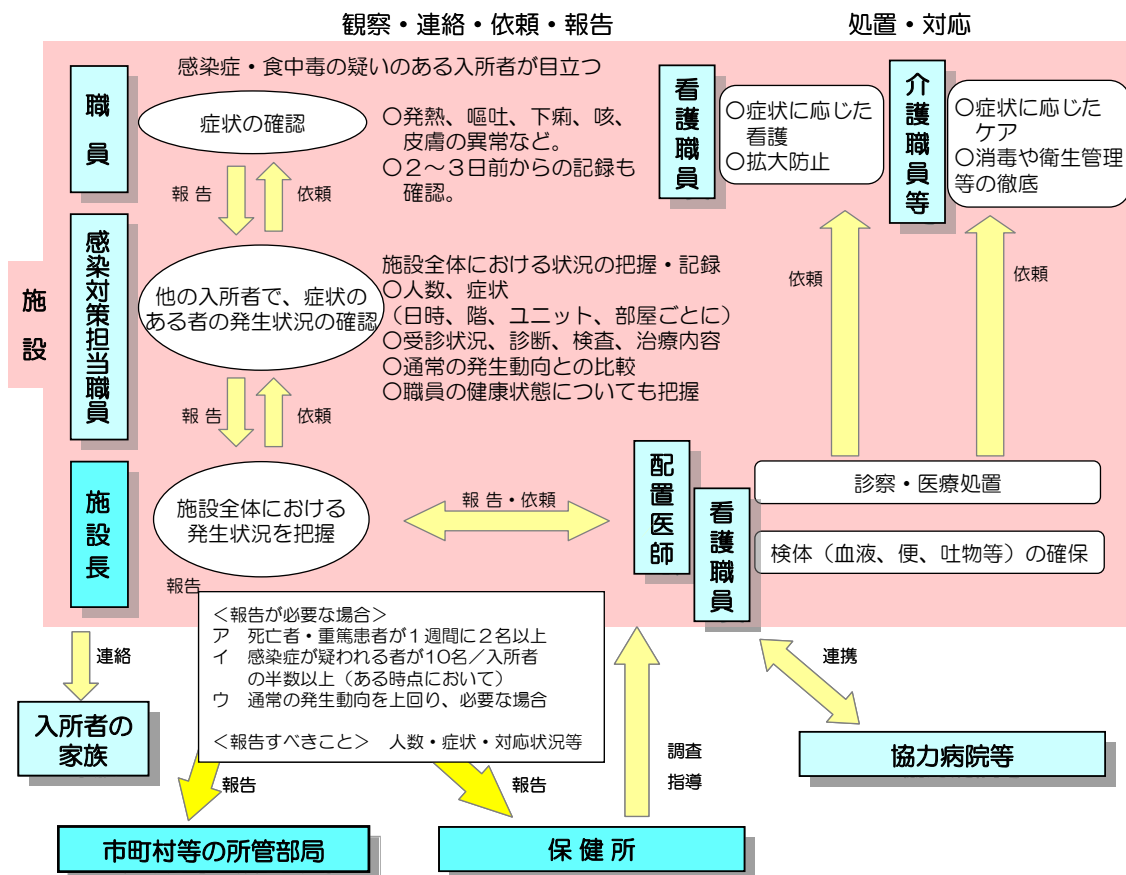 観察・連絡・依頼・報告
処置・対応
施設
職員
感染症・食中毒の疑いのある入所者が目立つ
症状の確認
〇発熱、嘔吐、下痢、咳、
皮膚の異常など。
〇２～３日前からの記録も
確認。
報 告
依頼
感染対策担当職員
他の入所者で、症状の
ある者の発生状況の確認
施設全体における状況の把握・記録
〇人数、症状
（日時、階、ユニット、部屋ごとに）
〇受診状況、診断、検査、治療内容
〇通常の発生動向との比較
〇職員の健康状態についても把握
報 告
依頼
施設長
施設全体における
発生状況を把握
報 告・依頼
看護職員
〇症状に応じた
看護
〇拡大防止
介護職員等
〇症状に応じた
ケア
〇消毒や衛生管理
等の徹底
依頼
依頼
配置医師
看護職員
診察・医療処置
検体（血液、便、吐物等）の確保
報告
＜報告が必要な場合＞
ア 死亡者・重篤患者が１週間に２名以上
イ 感染症が疑われる者が10名／入所者
の半数以上（ある時点において）
ウ 通常の発生動向を上回り、必要な場合
＜報告すべきこと＞ 人数・症状・対応状況等
連絡
入所者の
家族
報告
報告
調査
指導
連携
協力病院等
市町村等の所管部局
保 健 所